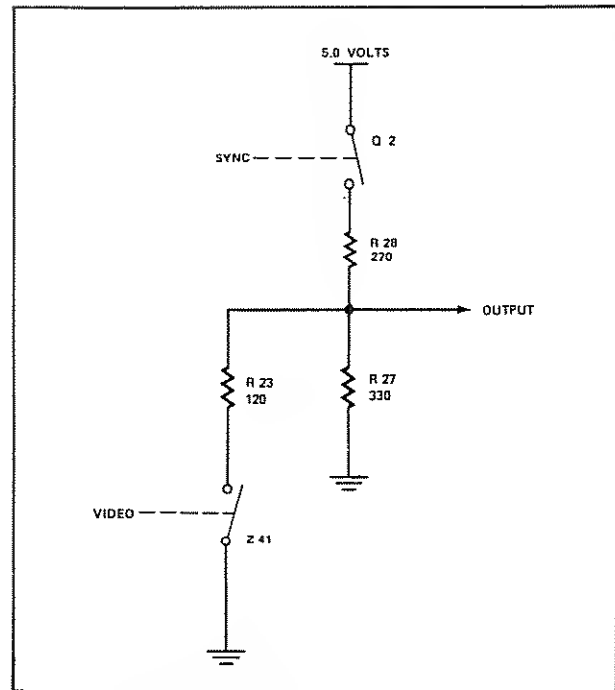 5.0 VOLTS
Q 2
SYNC
R 28
270
OUTPUT
R 23
120
R 27
330
VIDEO
Z 41